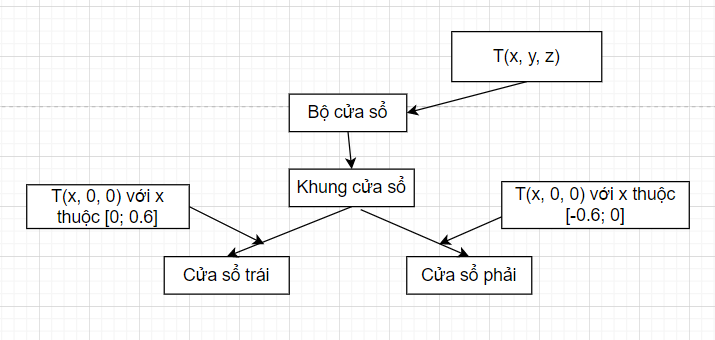 T(x, y, z)
Bộ cửa sổ
Khung cửa sổ
T(x, 0, 0) với x
thuộc [0; 0.6]
T(x, 0, 0) với x thuộc
[-0.6; 0]
Cửa sổ trái
Cửa sổ phải